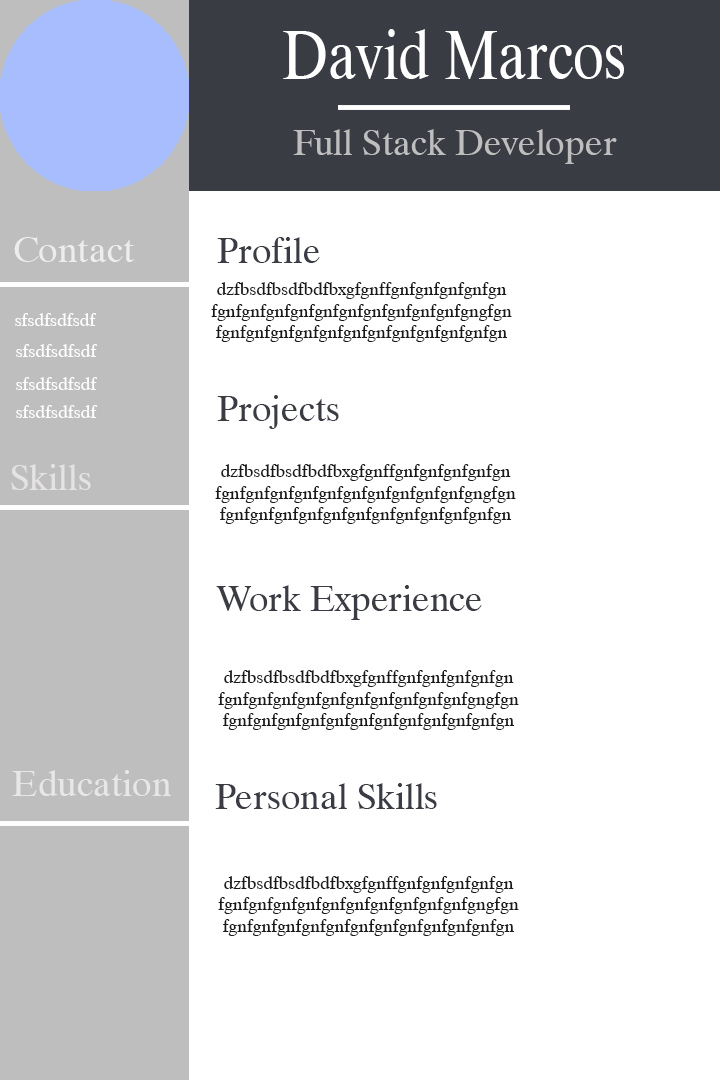 David Marcos
Full Stack Developer
Contact
sfsdfsdfsdf
sfsdfsdfsdf
sfsdfsdfsdf
sfsdfsdfsdf
Skills
Education
Profile
dzfbsdfbsdfbdfbxgfgnffgnfgnfgnfgnfgn
fgnfgnfgnfgnfgnfgnfgnfgnfgnfgnfgngfgn
fgnfgnfgnfgnfgnfgnfgnfgnfgnfgnfgnfgn
Projects
dzfbsdfbsdfbdfbxgfgnffgnfgnfgnfgnfgn
fgnfgnfgnfgnfgnfgnfgnfgnfgnfgnfgngfgn
fgnfgnfgnfgnfgnfgnfgnfgnfgnfgnfgnfgn
Work Experience
dzfbsdfbsdfbdfbxgfgnffgnfgnfgnfgnfgn
fgnfgnfgnfgnfgnfgnfgnfgnfgnfgnfgngfgn
fgnfgnfgnfgnfgnfgnfgnfgnfgnfgnfgnfgn
Personal Skills
dzfbsdfbsdfbdfbxgfgnffgnfgnfgnfgnfgn
fgnfgnfgnfgnfgnfgnfgnfgnfgnfgnfgngfgn
fgnfgnfgnfgnfgnfgnfgnfgnfgnfgnfgnfgn